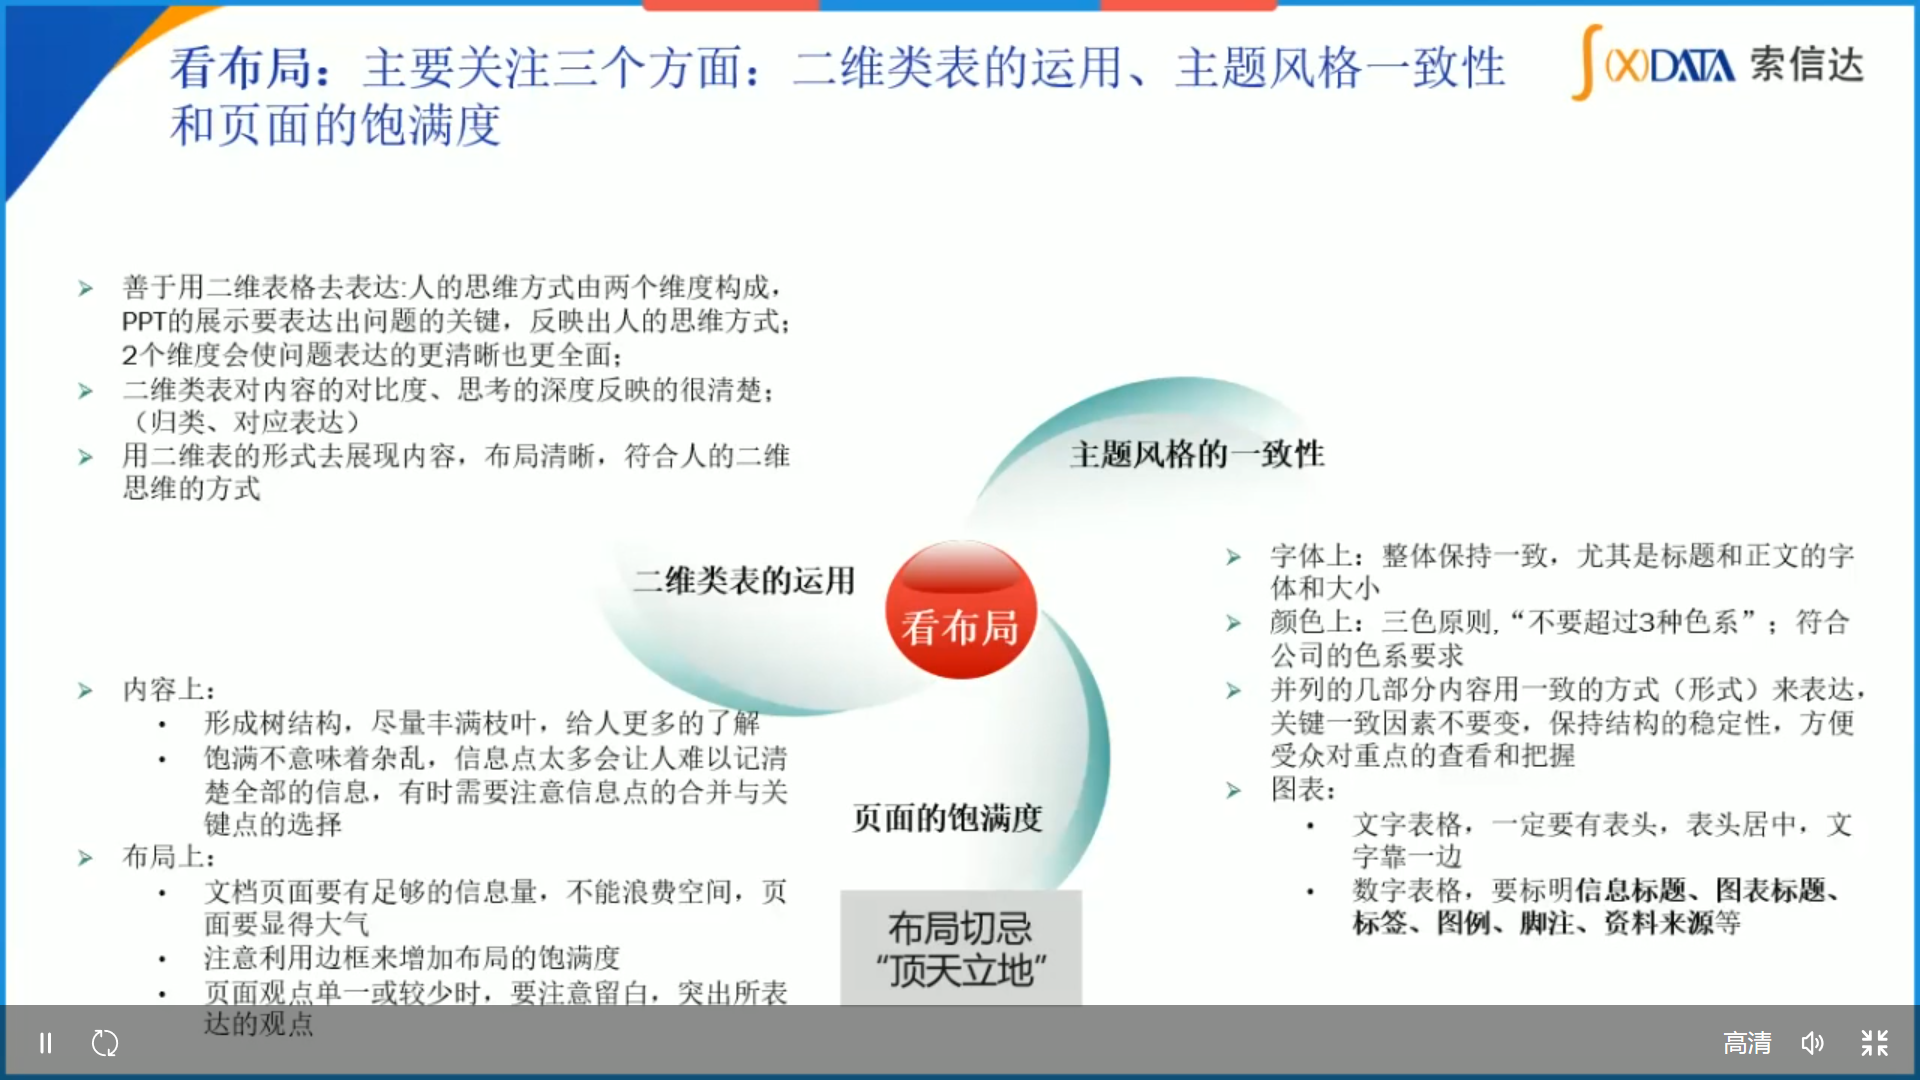 看布局：主要关注三个方面：二维类表的运用、主题风格一致性
和页面的饱满度
(X)DATA 索信达
善于用二维表格去表达:人的思维方式由两个维度构成，
PPT的展示要表达出问题的关键，反映出人的思维方式；
2个维度会使问题表达的更清晰也更全面；
二维类表对内容的对比度、思考的深度反映的很清楚；
（归类、对应表达）
用二维表的形式去展现内容，布局清晰，符合人的二维
思维的方式
主题风格的一致性
二维类表的运用
看布局
页面的饱满度
布局切忌
“顶天立地”
内容上：
形成树结构，尽量丰满枝叶，给人更多的了解
饱满不意味着杂乱，信息点太多会让人难以记清
楚全部的信息，有时需要注意信息点的合并与关
键点的选择
布局上：
文档页面要有足够的信息量，不能浪费空间，页
面要显得大气
注意利用边框来增加布局的饱满度
页面观点单一或较少时，要注意留白，突出所表
达的观点
字体上：整体保持一致，尤其是标题和正文的字
体和大小
颜色上：三色原则,“不要超过3种色系”；符合
公司的色系要求
并列的几部分内容用一致的方式（形式）来表达，
关键一致因素不要变，保持结构的稳定性，方便
受众对重点的查看和把握
图表：
文字表格，一定要有表头，表头居中，文
字靠一边
数字表格，要标明信息标题、图表标题、
标签、图例、脚注、资料来源等
高清